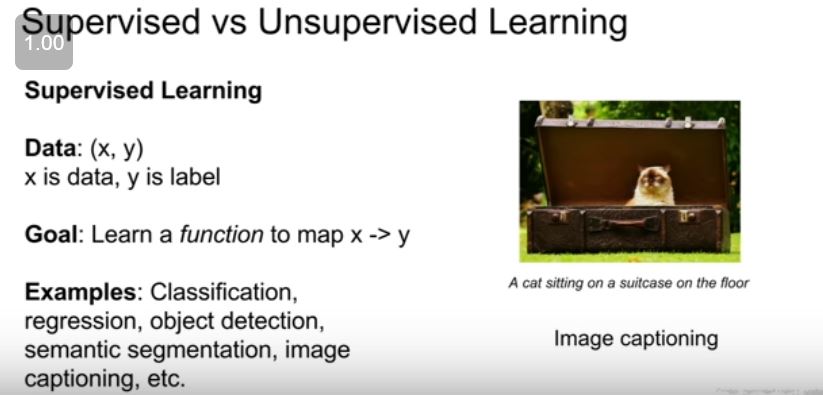 Supervised vs Unsupervised Learning
1.00
Supervised Learning
Data: (x, y)
x is data, y is label
Goal: Learn a function to map x -> y
Examples: Classification,
regression, object detection,
semantic segmentation, image
captioning, etc.
A cat sitting on a suitcase on the floor
Image captioning